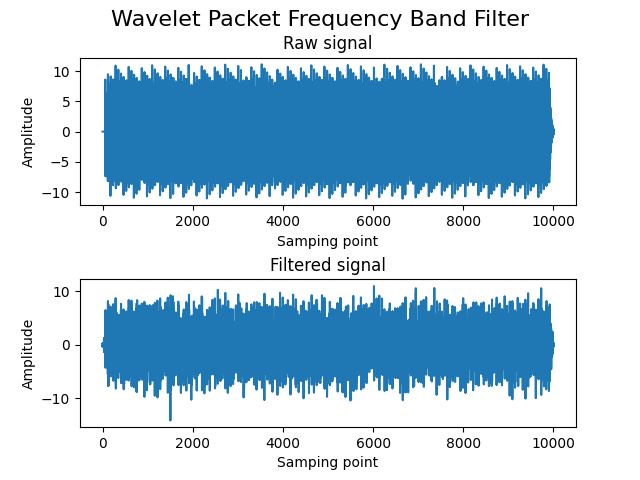 Wavelet Packet Frequency Band Filter
Raw signal
10
5
0
−5
−10
Amplitude
0 2000 4000 6000 8000 10000
Samping point
Filtered signal
10
0
−10
Amplitude
0 2000 4000 6000 8000 10000
Samping point